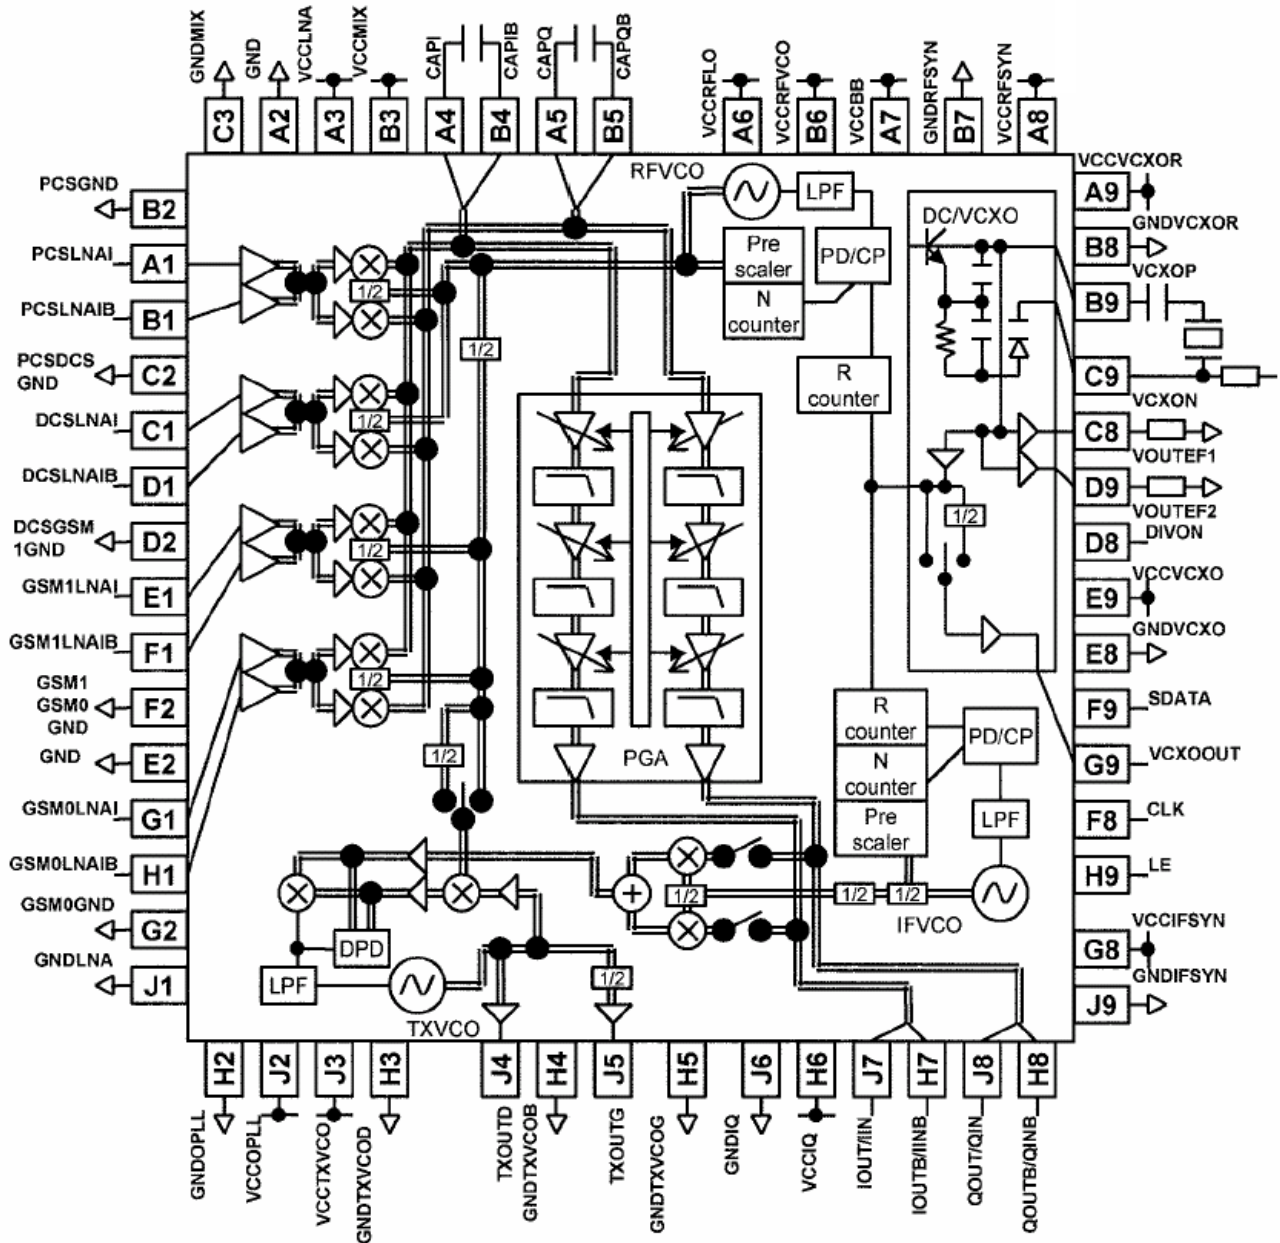 GNDMIX
GND
VCCLNA
VCCMIX
CAPI
CAPIB
CAPQ
CAPQB
VCCRFLO
VCCRFVCO
VCCBB
GNDRFSYN
VCCRFSYN
C3
A2
A3
B3
A4
B4
A5
B5
A6
B6
A7
B7
A8
PCSGND
B2
PCSLNAI
A1
PCSLNAIB
B1
PCSDCS
GND
C2
DCSLNAI
C1
DCSLNAIB
D1
DCSGSM
1GND
D2
GSM1LNAI
E1
GSM1LNAIB
F1
GSM1
GSM0
GND
F2
GND
E2
GSM0LNAI
G1
GSM0LNAIB
H1
GSM0GND
G2
GNDLNA
J1
RFVCO
LPF
Pre
scaler
N
counter
PD/CP
R
counter
1/2
1/2
1/2
1/2
1/2
1/2
PGA
DC/VCXO
1/2
R
counter
N
counter
Pre
scaler
PD/CP
LPF
1/2
1/2
1/2
IFVCO
DPD
LPF
TXVCO
1/2
VCCVCXOR
A9
GNDVCXOR
B8
VCXOP
B9
C9
VCXON
C8
VOUTEF1
D9
VOUTEF2
D8
DIVON
VCCVCXO
E9
GNDVCXO
E8
F9
SDATA
G9
VCXOOUT
F8
CLK
H9
LE
VCCIFSYN
G8
GNDIFSYN
J9
H2
J2
J3
H3
J4
H4
J5
H5
J6
H6
J7
H7
J8
H8
GNDOPLL
VCCOPLL
VCCTXVCO
GNDTXVCOD
TXOUTD
GNDTXVCOB
TXOUTG
GNDTXVCOG
GNDIQ
VCCIQ
IOUT/IIN
IOUTB/IINB
QOUT/QIN
QOUTB/QINB